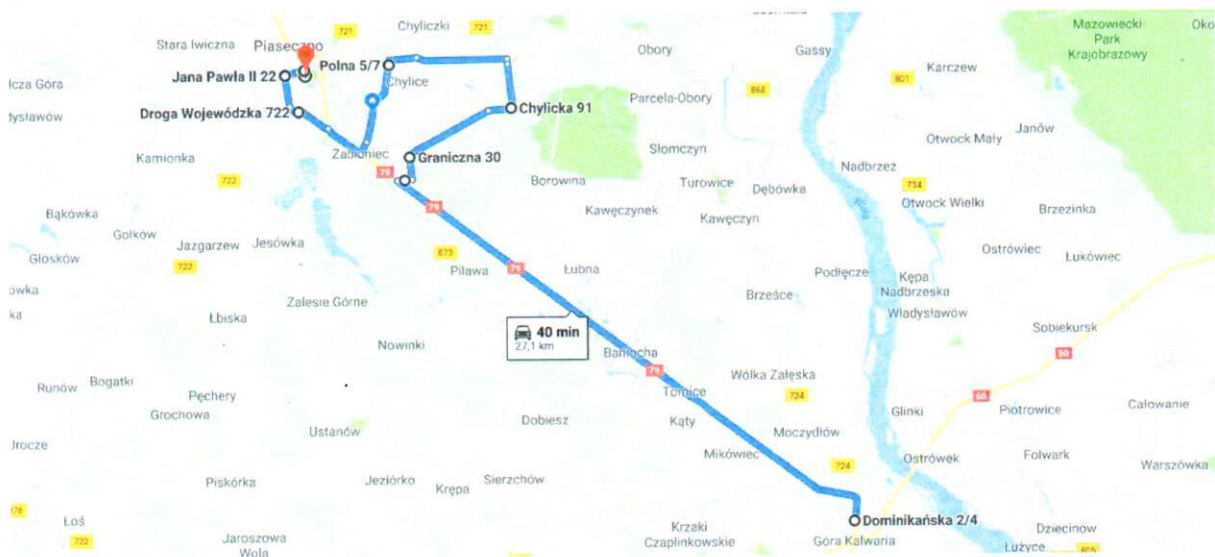 Chyliczki
721
721
Stara Iwiczna
Piaseczno
Polna 5/7
Jana Pawła II 22
Chylice
Droga Wojewódzka 722
Chylicka 91
Żabieniec
Graniczna 30
Kamionka
79
722
Borowina
Obory
868
Parcela-Obory
Słomczyn
Turowice
Dębówka
Kawęczynek
Kawęczyn
Gassy
Karczew
801
Mazowiecki
Park
Krajobrazowy
Otwock Mały
Janów
Nadbrzeż
734
Otwock Wielki
Brzezinka
Ostrówiec
Łukówiec
Bąkówka
Gołków
Głosków
Jazgarzew
Jesówka
722
79
873
Pilawa
79
Łubna
Podłęcze
Kępa
Nadbrzeska
Brześce
Władysławów
Zalesie Górne
Łbiska
40 min
27,1 km
Nowinki
Baniocha
79
Sobiekursk
50
50
Wólka Załęska
724
Tomice
Runów
Bogatki
Pęchery
Grochowa
Dobiesz
Kąty
Glinki
Piotrowice
Całowanie
Ustanów
Moczydłów
Mikówiec
724
Ostrówek
Folwark
Warszówka
Piskórka
Jeziórko
Krępa
Sierzchów
Dominikańska 2/4
Łoś
722
Jaroszowa
Wola
Krzaki
Czaplinkowskie
Góra Kalwaria
Dziecinow
Łużyce
805